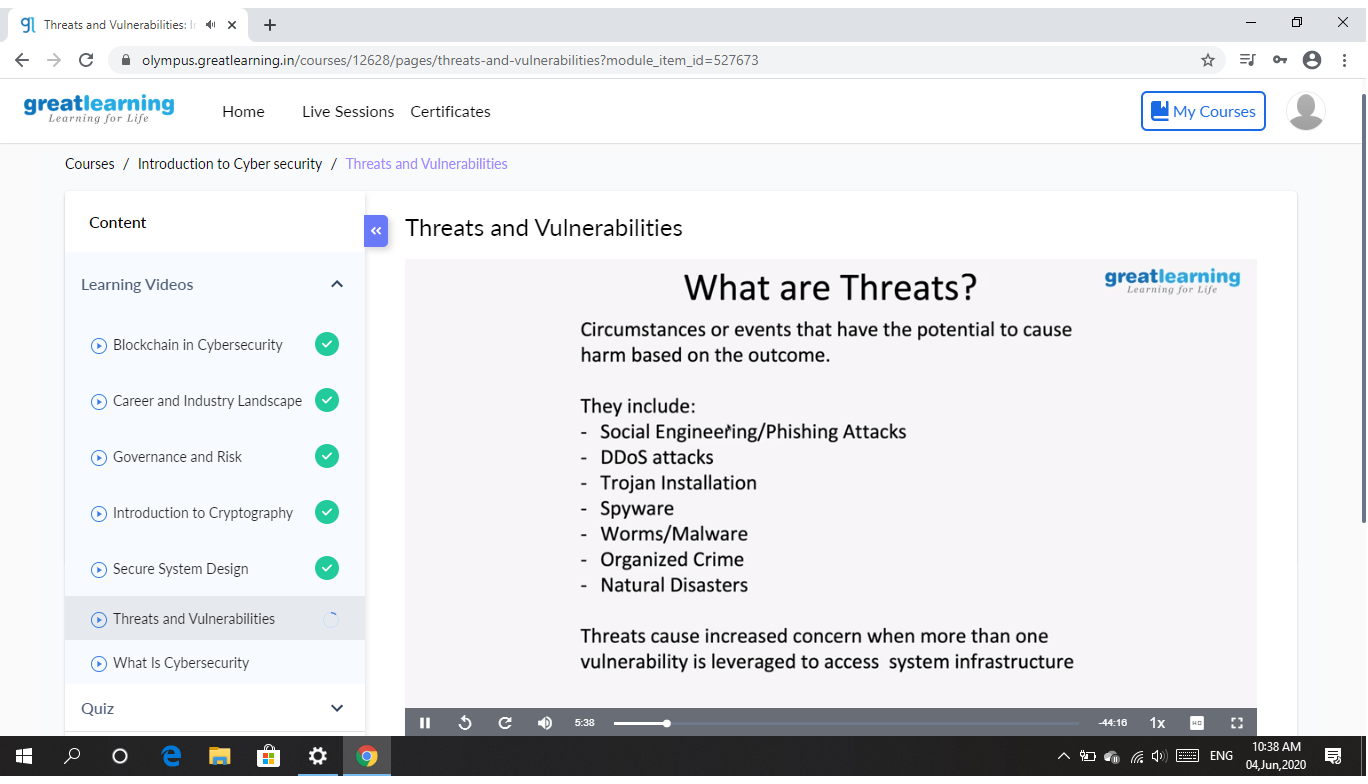 gl Threats and Vulnerabilities: In
olympus.greatlearning.in/courses/12628/pages/threats-and-vulnerabilities?module_item_id=527673
greatlearning
Learning for Life
Home
Live Sessions
Certificates
My Courses
Courses / Introduction to Cyber security / Threats and Vulnerabilities
Content
Learning Videos
Blockchain in Cybersecurity
Career and Industry Landscape
Governance and Risk
Introduction to Cryptography
Secure System Design
Threats and Vulnerabilities
What Is Cybersecurity
Quiz
Threats and Vulnerabilities
What are Threats?
greatlearning
Learning for Life
Circumstances or events that have the potential to cause
harm based on the outcome.
They include:
- Social Engineering/Phishing Attacks
- DDoS attacks
- Trojan Installation
- Spyware
- Worms/Malware
- Organized Crime
- Natural Disasters
Threats cause increased concern when more than one
vulnerability is leveraged to access system infrastructure
5:38
-44:16
1x
HD
ENG
10:38 AM
04,Jun,2020